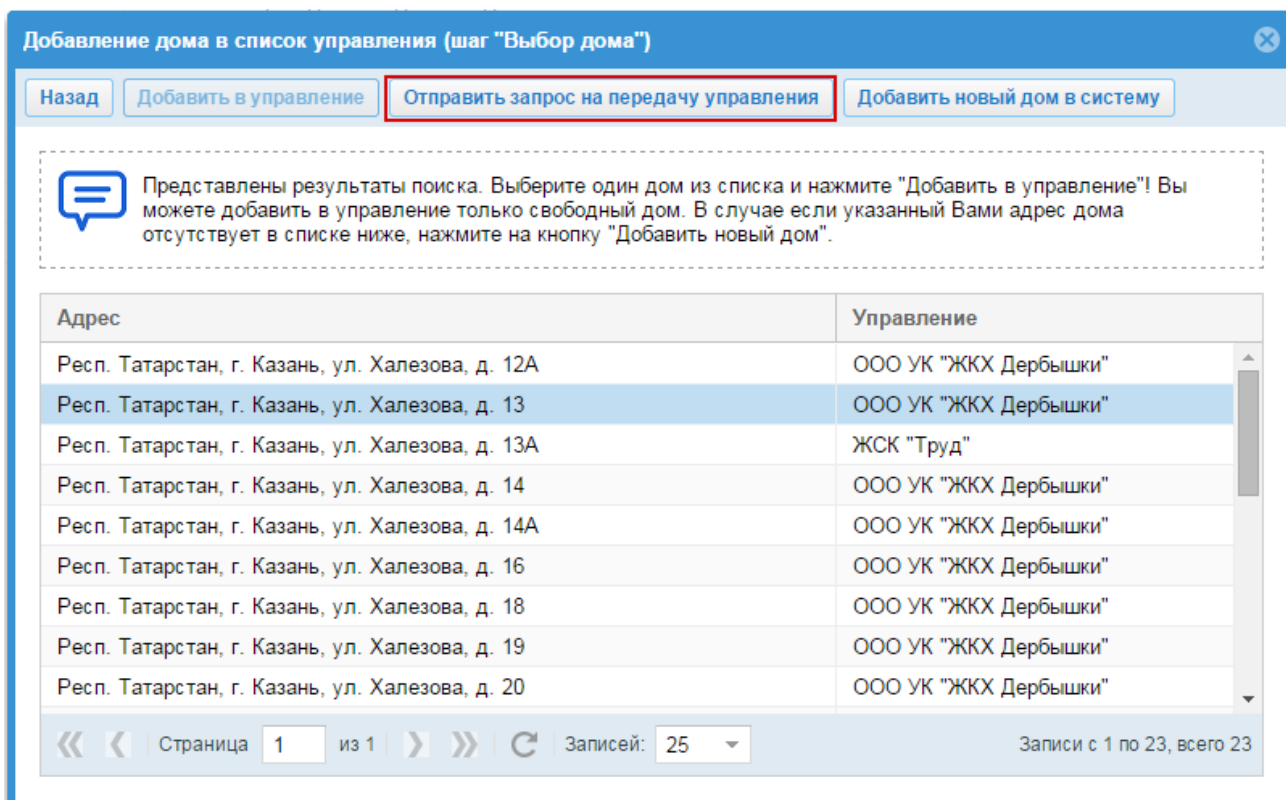 Добавление дома в список управления (шаг "Выбор дома")
Назад Добавить в управление Отправить запрос на передачу управления Добавить новый дом в систему
Представлены результаты поиска. Выберите один дом из списка и нажмите "Добавить в управление"! Вы
можете добавить в управление только свободный дом. В случае если указанный Вами адрес дома
отсутствует в списке ниже, нажмите на кнопку "Добавить новый дом".
Адрес Управление
Респ. Татарстан, г. Казань, ул. Халезова, д. 12А ООО УК "ЖКХ Дербышки"
Респ. Татарстан, г. Казань, ул. Халезова, д. 13 ООО УК "ЖКХ Дербышки"
Респ. Татарстан, г. Казань, ул. Халезова, д. 13А ЖСК "Труд"
Респ. Татарстан, г. Казань, ул. Халезова, д. 14 ООО УК "ЖКХ Дербышки"
Респ. Татарстан, г. Казань, ул. Халезова, д. 14А ООО УК "ЖКХ Дербышки"
Респ. Татарстан, г. Казань, ул. Халезова, д. 16 ООО УК "ЖКХ Дербышки"
Респ. Татарстан, г. Казань, ул. Халезова, д. 18 ООО УК "ЖКХ Дербышки"
Респ. Татарстан, г. Казань, ул. Халезова, д. 19 ООО УК "ЖКХ Дербышки"
Респ. Татарстан, г. Казань, ул. Халезова, д. 20 ООО УК "ЖКХ Дербышки"
Страница 1 из 1 Записей: 25 Записи с 1 по 23, всего 23